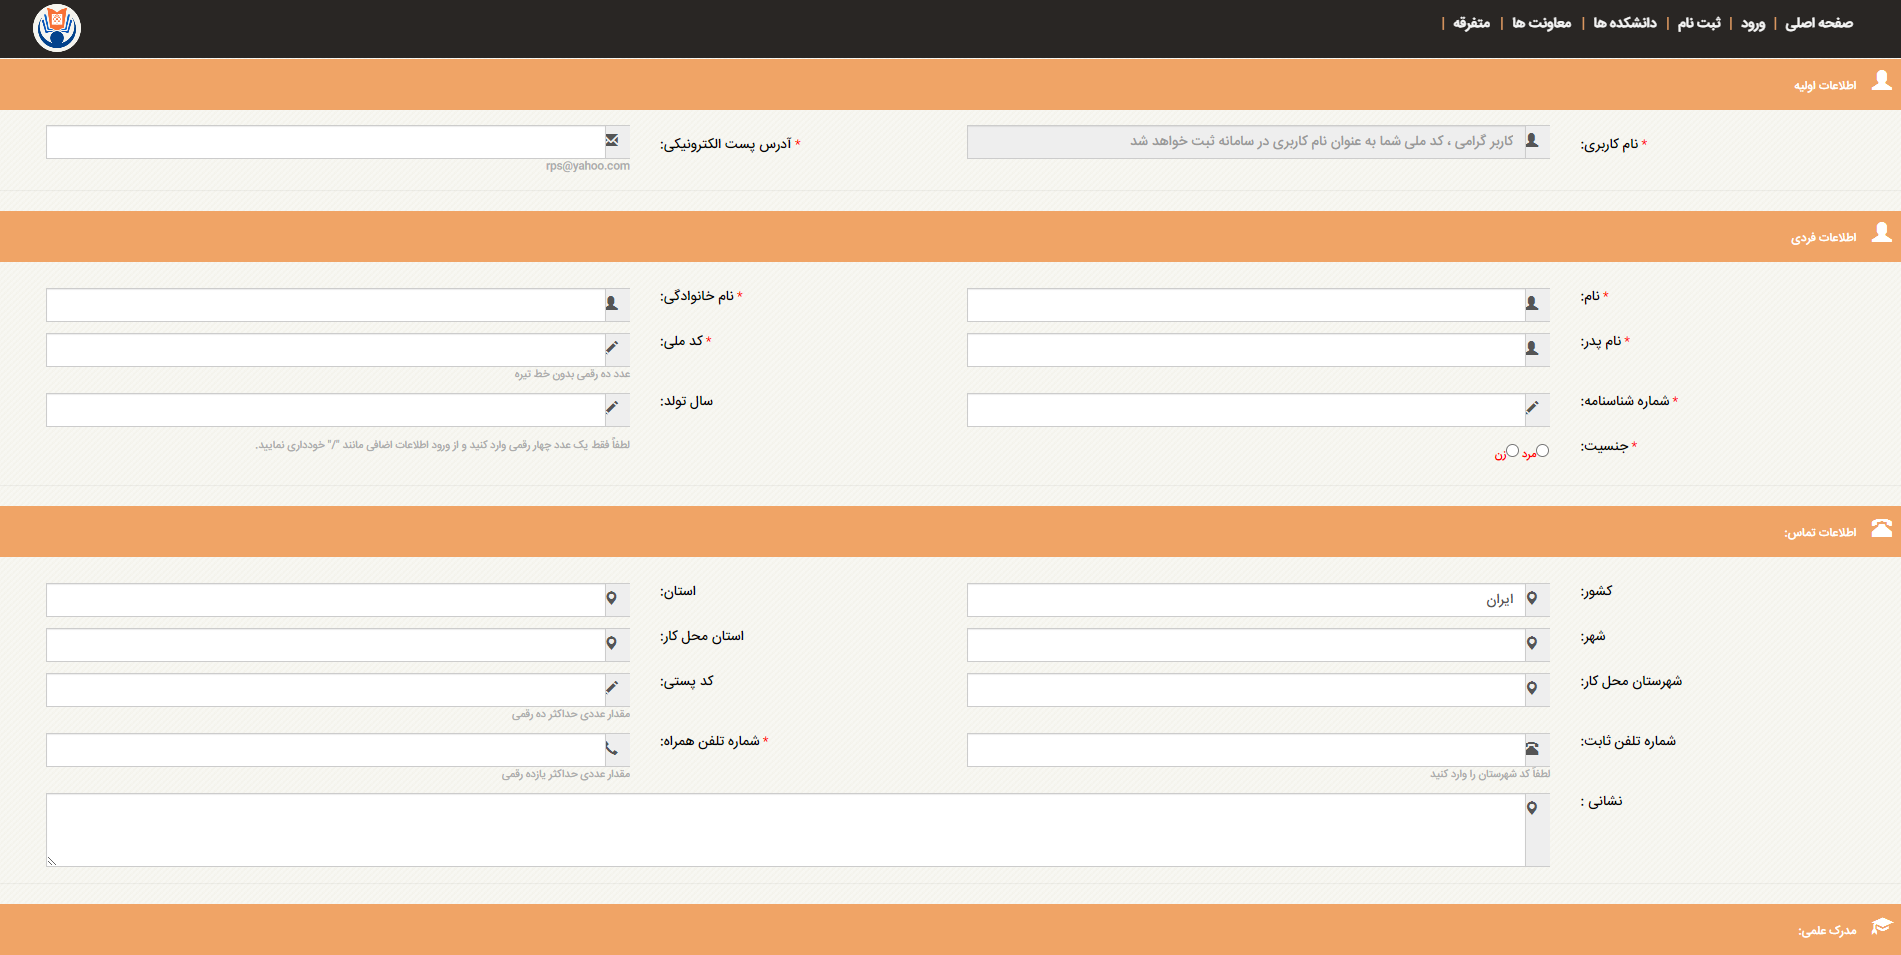 صفحه اصلی | ورود | ثبت نام | دانشکده ها | معاونت ها | متفرقه |
اطلاعات اولیه
* نام کاربری: کاربر گرامی ، کد ملی شما به عنوان نام کاربری در سامانه ثبت خواهد شد
* آدرس پست الکترونیکی:
rps@yahoo.com
اطلاعات فردی
* نام: * نام خانوادگی:
* نام پدر: * کد ملی:
عدد ده رقمی بدون خط تیره
* شماره شناسنامه: سال تولد:
* جنسیت: مرد زن
لطفاً فقط یک عدد چهار رقمی وارد کنید و از ورود اطلاعات اضافی مانند "/" خودداری نمایید.
اطلاعات تماس:
کشور: ایران استان:
شهر: استان محل کار:
شهرستان محل کار: کد پستی:
مقدار عددی حداکثر ده رقمی
شماره تلفن ثابت: * شماره تلفن همراه:
لطفاً کد شهرستان را وارد کنید مقدار عددی حداکثر یازده رقمی
نشانی :
مدرک علمی: